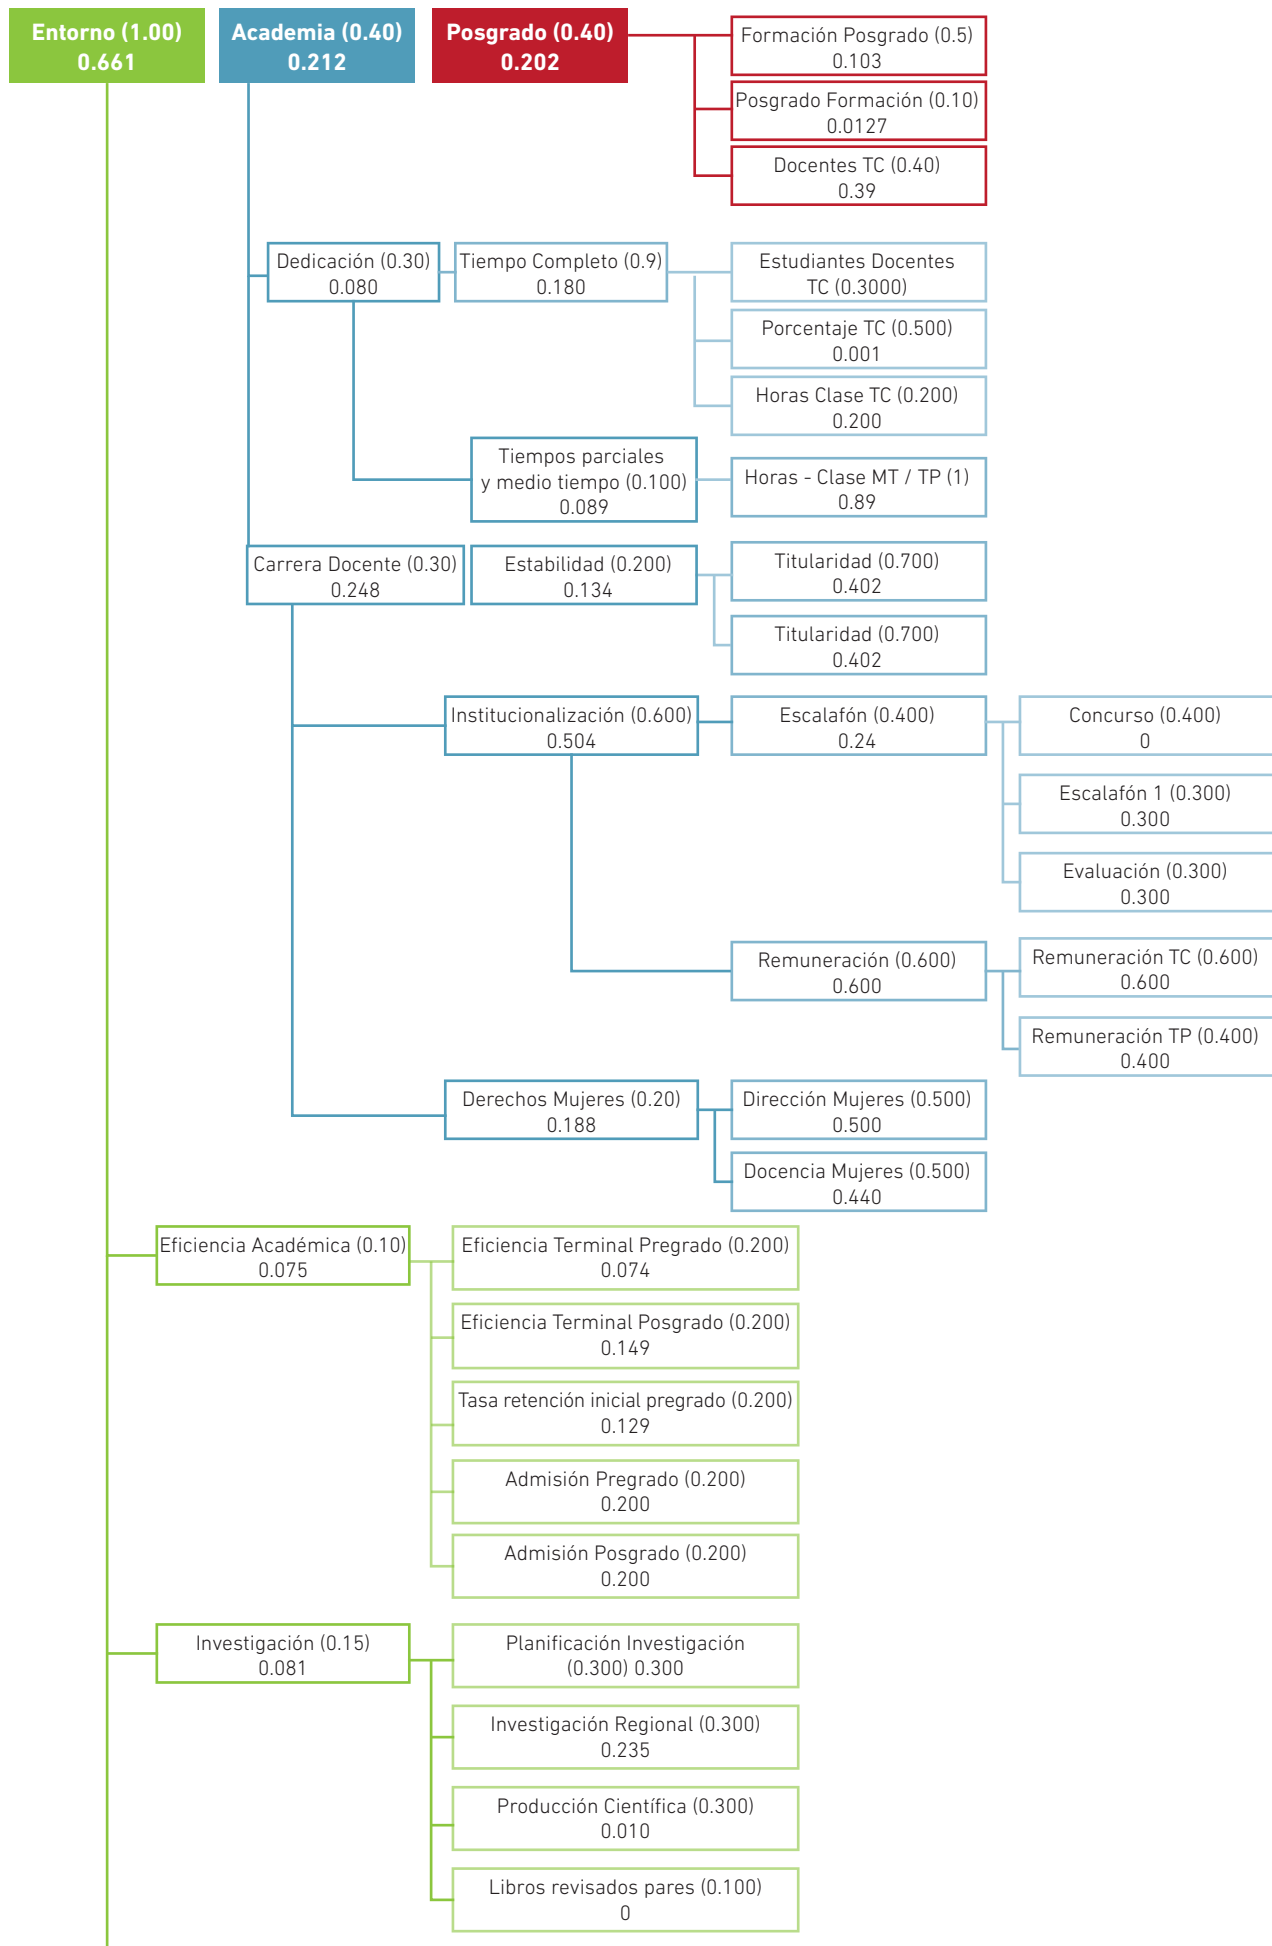 Entorno (1.00)
0.661
Academia (0.40)
0.212
Posgrado (0.40)
0.202
Formación Posgrado (0.5)
0.103
Posgrado Formación (0.10)
0.0127
Docentes TC (0.40)
0.39
Dedicación (0.30)
0.080
Tiempo Completo (0.9)
0.180
Estudiantes Docentes
TC (0.3000)
Porcentaje TC (0.500)
0.001
Horas Clase TC (0.200)
0.200
Tiempos parciales
y medio tiempo (0.100)
0.089
Horas - Clase MT / TP (1)
0.89
Carrera Docente (0.30)
0.248
Estabilidad (0.200)
0.134
Titularidad (0.700)
0.402
Titularidad (0.700)
0.402
Institucionalización (0.600)
0.504
Escalafón (0.400)
0.24
Concurso (0.400)
0
Escalafón 1 (0.300)
0.300
Evaluación (0.300)
0.300
Remuneración (0.600)
0.600
Remuneración TC (0.600)
0.600
Remuneración TP (0.400)
0.400
Derechos Mujeres (0.20)
0.188
Dirección Mujeres (0.500)
0.500
Docencia Mujeres (0.500)
0.440
Eficiencia Académica (0.10)
0.075
Eficiencia Terminal Pregrado (0.200)
0.074
Eficiencia Terminal Posgrado (0.200)
0.149
Tasa retención inicial pregrado (0.200)
0.129
Admisión Pregrado (0.200)
0.200
Admisión Posgrado (0.200)
0.200
Investigación (0.15)
0.081
Planificación Investigación
(0.300) 0.300
Investigación Regional (0.300)
0.235
Producción Científica (0.300)
0.010
Libros revisados pares (0.100)
0